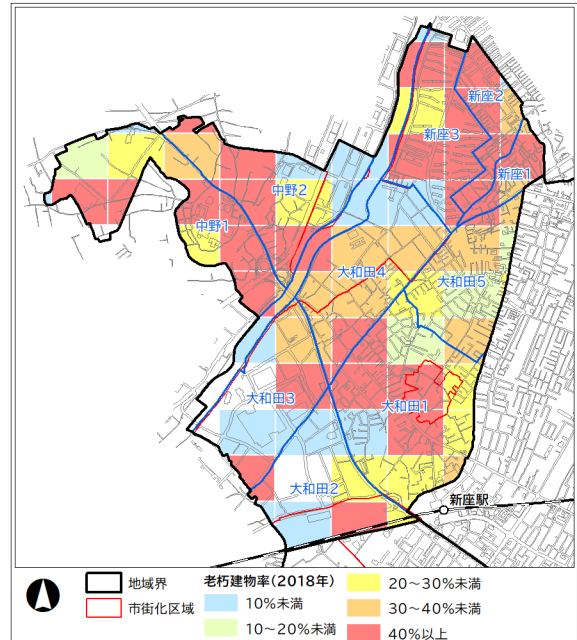 新座2
新座3
新座1
中野2
中野1
大和田4
大和田5
大和田3
大和田1
大和田2
新座駅
地域界
市街化区域
老朽建物率(2018年)
10%未満
10～20%未満
20～30%未満
30～40%未満
40%以上